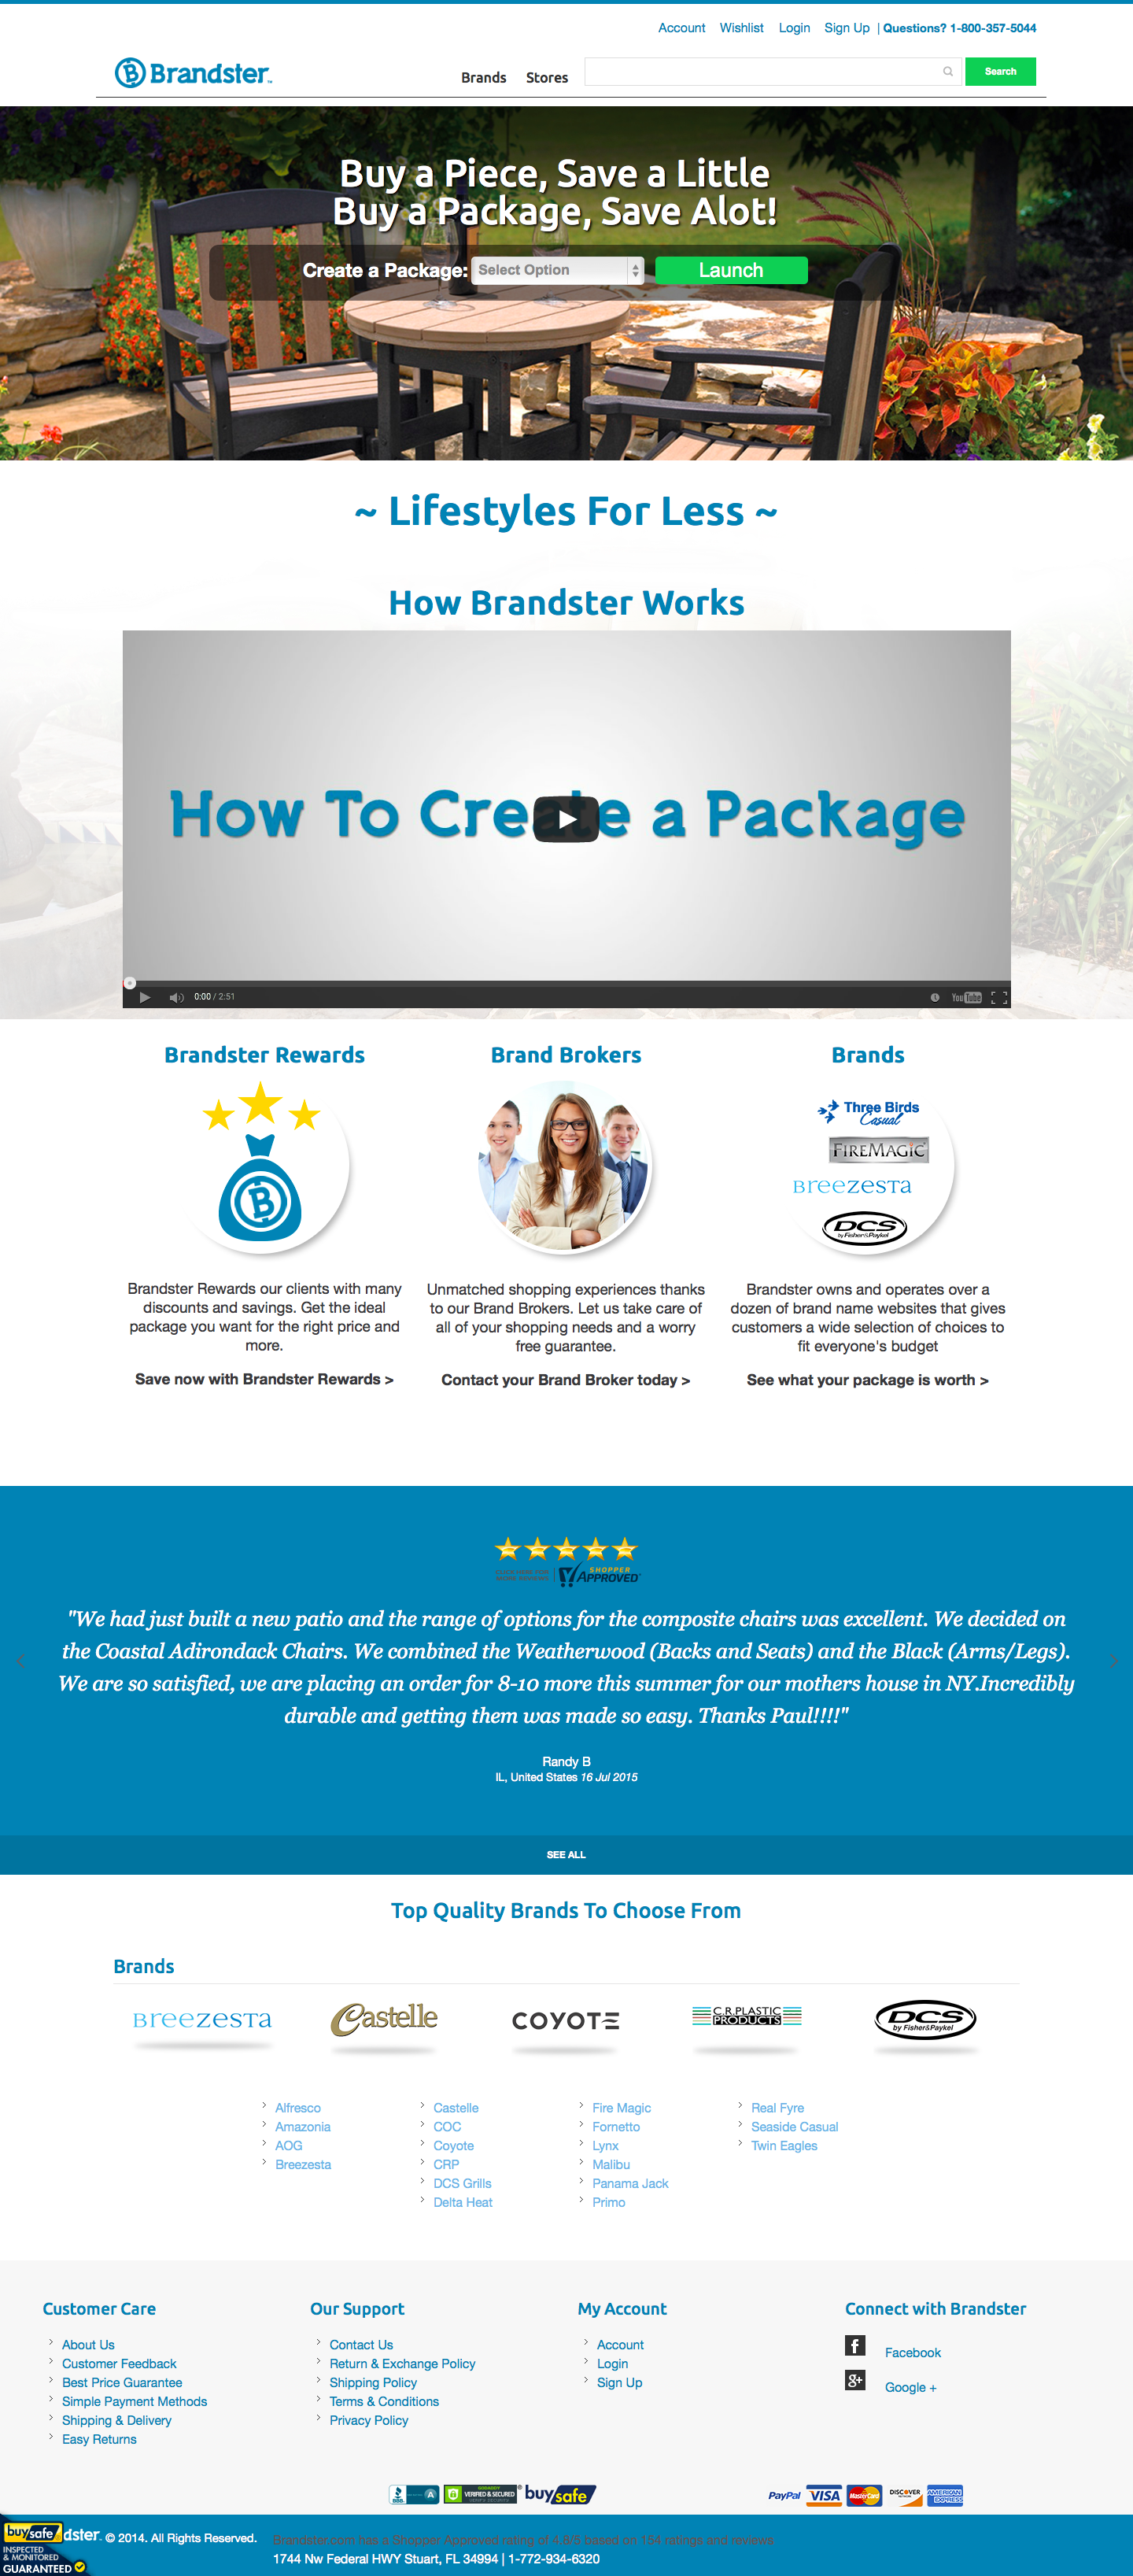 Account Wishlist Login Sign Up | Questions? 1-800-357-5044
Brandster™
Brands Stores
Search
Buy a Piece, Save a Little
Buy a Package, Save Alot!
Create a Package: Select Option Launch
~ Lifestyles For Less ~
How Brandster Works
How To Create a Package
0:00 / 2:51
YouTube
Brandster Rewards
Brandster Rewards our clients with many
discounts and savings. Get the ideal
package you want for the right price and
more.
Save now with Brandster Rewards >
Brand Brokers
Unmatched shopping experiences thanks
to our Brand Brokers. Let us take care of
all of your shopping needs and a worry
free guarantee.
Contact your Brand Broker today >
Brands
Three Birds
Casual
FIREMAGIC
BREEZESTA
DCS
by Fisher&Paykel
Brandster owns and operates over a
dozen of brand name websites that gives
customers a wide selection of choices to
fit everyone's budget
See what your package is worth >
SHOPPER
APPROVED
"We had just built a new patio and the range of options for the composite chairs was excellent. We decided on
the Coastal Adirondack Chairs. We combined the Weatherwood (Backs and Seats) and the Black (Arms/Legs).
We are so satisfied, we are placing an order for 8-10 more this summer for our mothers house in NY.Incredibly
durable and getting them was made so easy. Thanks Paul!!!!"
Randy B
IL, United States 16 Jul 2015
SEE ALL
Top Quality Brands To Choose From
Brands
BREEZESTA
Castelle
COYOTE
C.R.PLASTIC
PRODUCTS
DCS
by Fisher&Paykel
Alfresco
Amazonia
AOG
Breezesta
Castelle
COC
Coyote
CRP
DCS Grills
Delta Heat
Fire Magic
Fornetto
Lynx
Malibu
Panama Jack
Primo
Real Fyre
Seaside Casual
Twin Eagles
Customer Care
About Us
Customer Feedback
Best Price Guarantee
Simple Payment Methods
Shipping & Delivery
Easy Returns
Our Support
Contact Us
Return & Exchange Policy
Shipping Policy
Terms & Conditions
Privacy Policy
My Account
Account
Login
Sign Up
Connect with Brandster
Facebook
Google +
BBB
VERIFIED & SECURED
buySafe
PayPal VISA MasterCard DISCOVER AMERICAN EXPRESS
buySafe
INSPECTED
& MONITORED
GUARANTEED
dster. © 2014. All Rights Reserved.
Brandster.com has a Shopper Approved rating of 4.8/5 based on 154 ratings and reviews
1744 Nw Federal HWY Stuart, FL 34994 | 1-772-934-6320